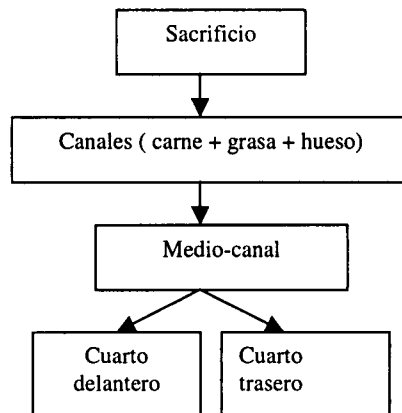 Sacrificio
Canales ( carne + grasa + hueso)
Medio-canal
Cuarto
delantero
Cuarto
trasero